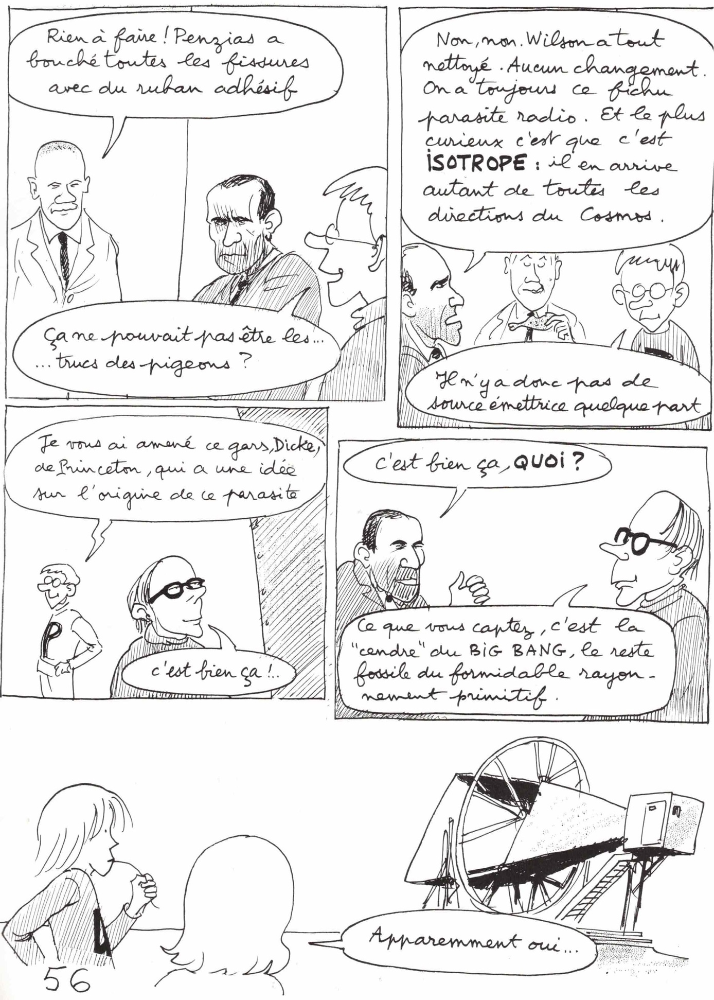 Rien à faire ! Penzias a
bouché toutes les fissures
avec du ruban adhésif
Ça ne pouvait pas être les...
... trucs des pigeons ?
Non, non. Wilson a tout
nettoyé. Aucun changement.
On a toujours ce fichu
parasite radio. Et le plus
curieux c'est que c'est
iSOTROPE : il en arrive
autant de toutes les
directions du Cosmos.
Il n'y a donc pas de
source émettrice quelque part
Je vous ai amené ce gars, Dicke,
de Princeton, qui a une idée
sur l'origine de ce parasite
P
c'est bien ça !..
c'est bien ça, QUOi ?
Ce que vous captez, c'est la
"cendre" du BiG BANG, le reste
fossile du formidable rayon-
nement primitif.
Apparemment oui...
56